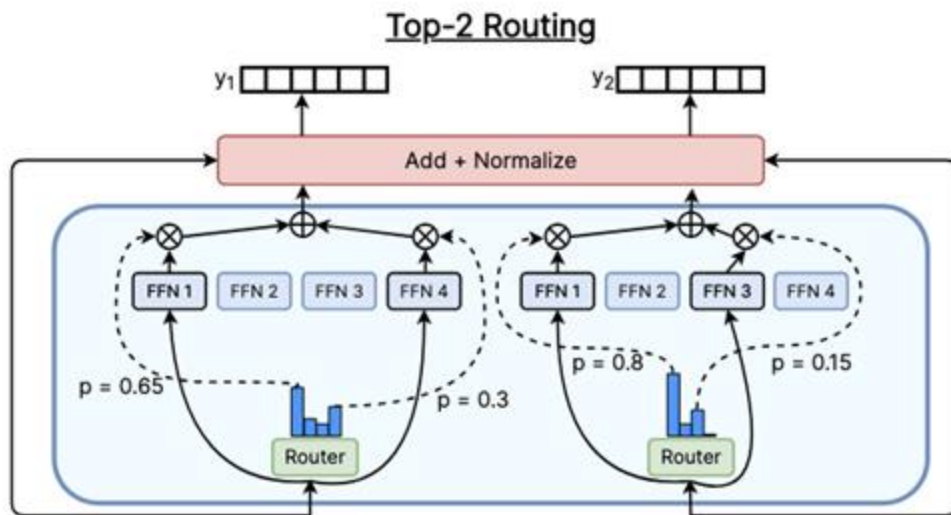 Top-2 Routing
y1 y2
Add + Normalize
FFN 1 FFN 2 FFN 3 FFN 4 FFN 1 FFN 2 FFN 3 FFN 4
p = 0.65 p = 0.3 p = 0.8 p = 0.15
Router Router